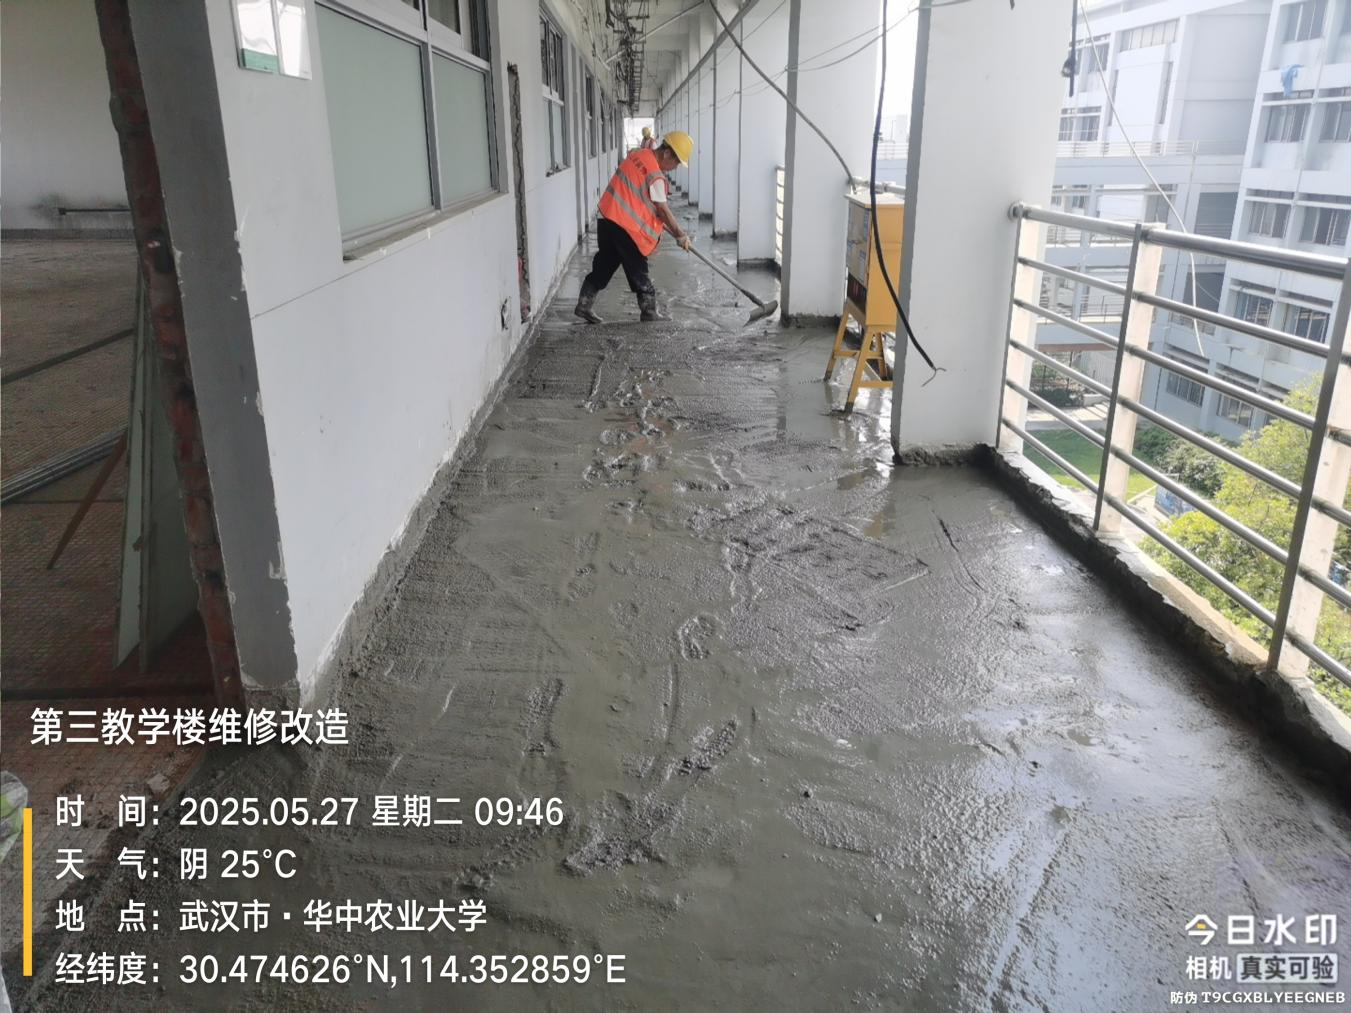 第三教学楼维修改造
时 间：2025.05.27 星期二 09:46
天 气：阴 25°C
地 点：武汉市·华中农业大学
经纬度：30.474626°N,114.352859°E
今日水印
相机 真实可验
防伪 T9CGXBLYEEGNEB